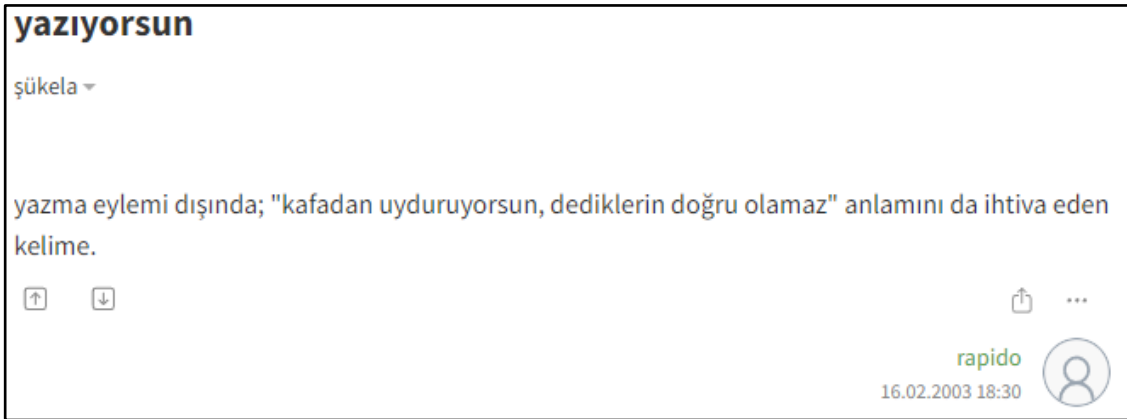 yazıyorsun
şükela
yazma eylemi dışında; "kafadan uyduruyorsun, dediklerin doğru olamaz" anlamını da ihtiva eden
kelime.
rapido
16.02.2003 18:30